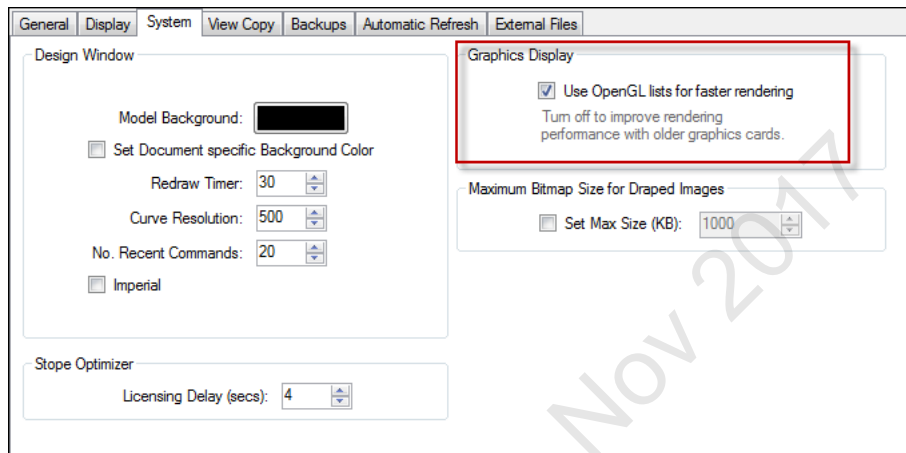 General Display System View Copy Backups Automatic Refresh External Files
Design Window
Model Background:
Set Document specific Background Color
Redraw Timer: 30
Curve Resolution: 500
No. Recent Commands: 20
Imperial
Stope Optimizer
Licensing Delay (secs): 4
Graphics Display
Use OpenGL lists for faster rendering
Turn off to improve rendering
performance with older graphics cards.
Maximum Bitmap Size for Draped Images
Set Max Size (KB): 1000
Nov 2017